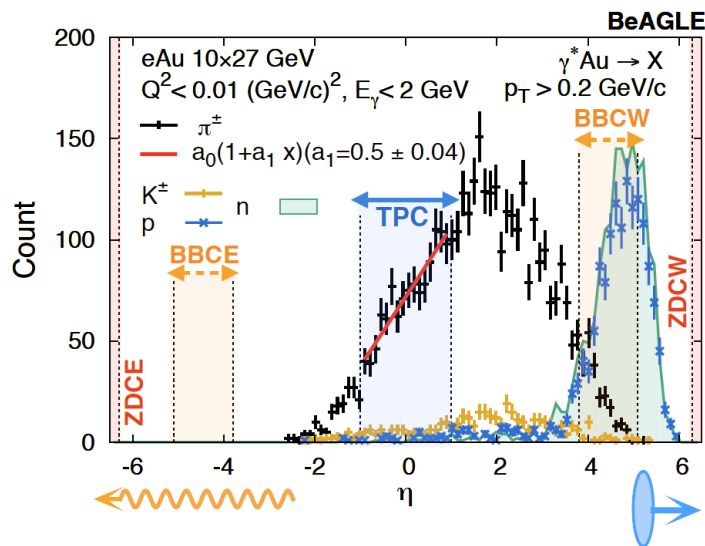 BeAGLE
200
eAu 10×27 GeV
γ*Au → X
Q² < 0.01 (GeV/c)², Eγ < 2 GeV
pT > 0.2 GeV/c
π±
BBCW
150
a0(1+a1 x)(a1=0.5 ± 0.04)
K±
n
p
TPC
100
BBCE
Count
50
ZDCE
ZDCW
0
-6 -4 -2 0 2 4 6
η